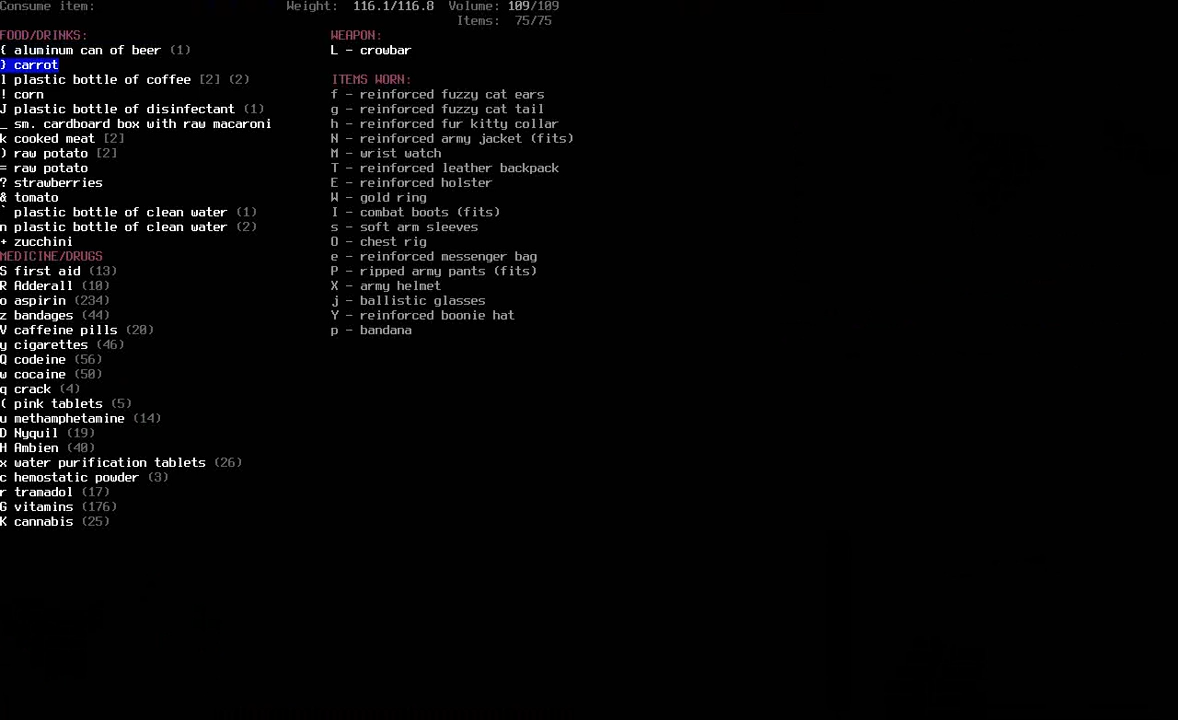 Consume item: Weight: 116.1/116.8 Volume: 109/109
Items: 75/75
FOOD/DRINKS:
{ aluminum can of beer (1)
) carrot
l plastic bottle of coffee [2] (2)
! corn
J plastic bottle of disinfectant (1)
_ sm. cardboard box with raw macaroni
k cooked meat [2]
) raw potato [2]
= raw potato
? strawberries
& tomato
` plastic bottle of clean water (1)
n plastic bottle of clean water (2)
+ zucchini
MEDICINE/DRUGS
S first aid (13)
R Adderall (10)
o aspirin (234)
z bandages (44)
V caffeine pills (20)
y cigarettes (46)
Q codeine (56)
w cocaine (50)
q crack (4)
( pink tablets (5)
u methamphetamine (14)
D Nyquil (19)
H Ambien (40)
x water purification tablets (26)
c hemostatic powder (3)
r tramadol (17)
G vitamins (176)
K cannabis (25)
WEAPON:
L - crowbar
ITEMS WORN:
f - reinforced fuzzy cat ears
g - reinforced fuzzy cat tail
h - reinforced fur kitty collar
N - reinforced army jacket (fits)
M - wrist watch
T - reinforced leather backpack
E - reinforced holster
W - gold ring
I - combat boots (fits)
s - soft arm sleeves
O - chest rig
e - reinforced messenger bag
P - ripped army pants (fits)
X - army helmet
j - ballistic glasses
Y - reinforced boonie hat
p - bandana